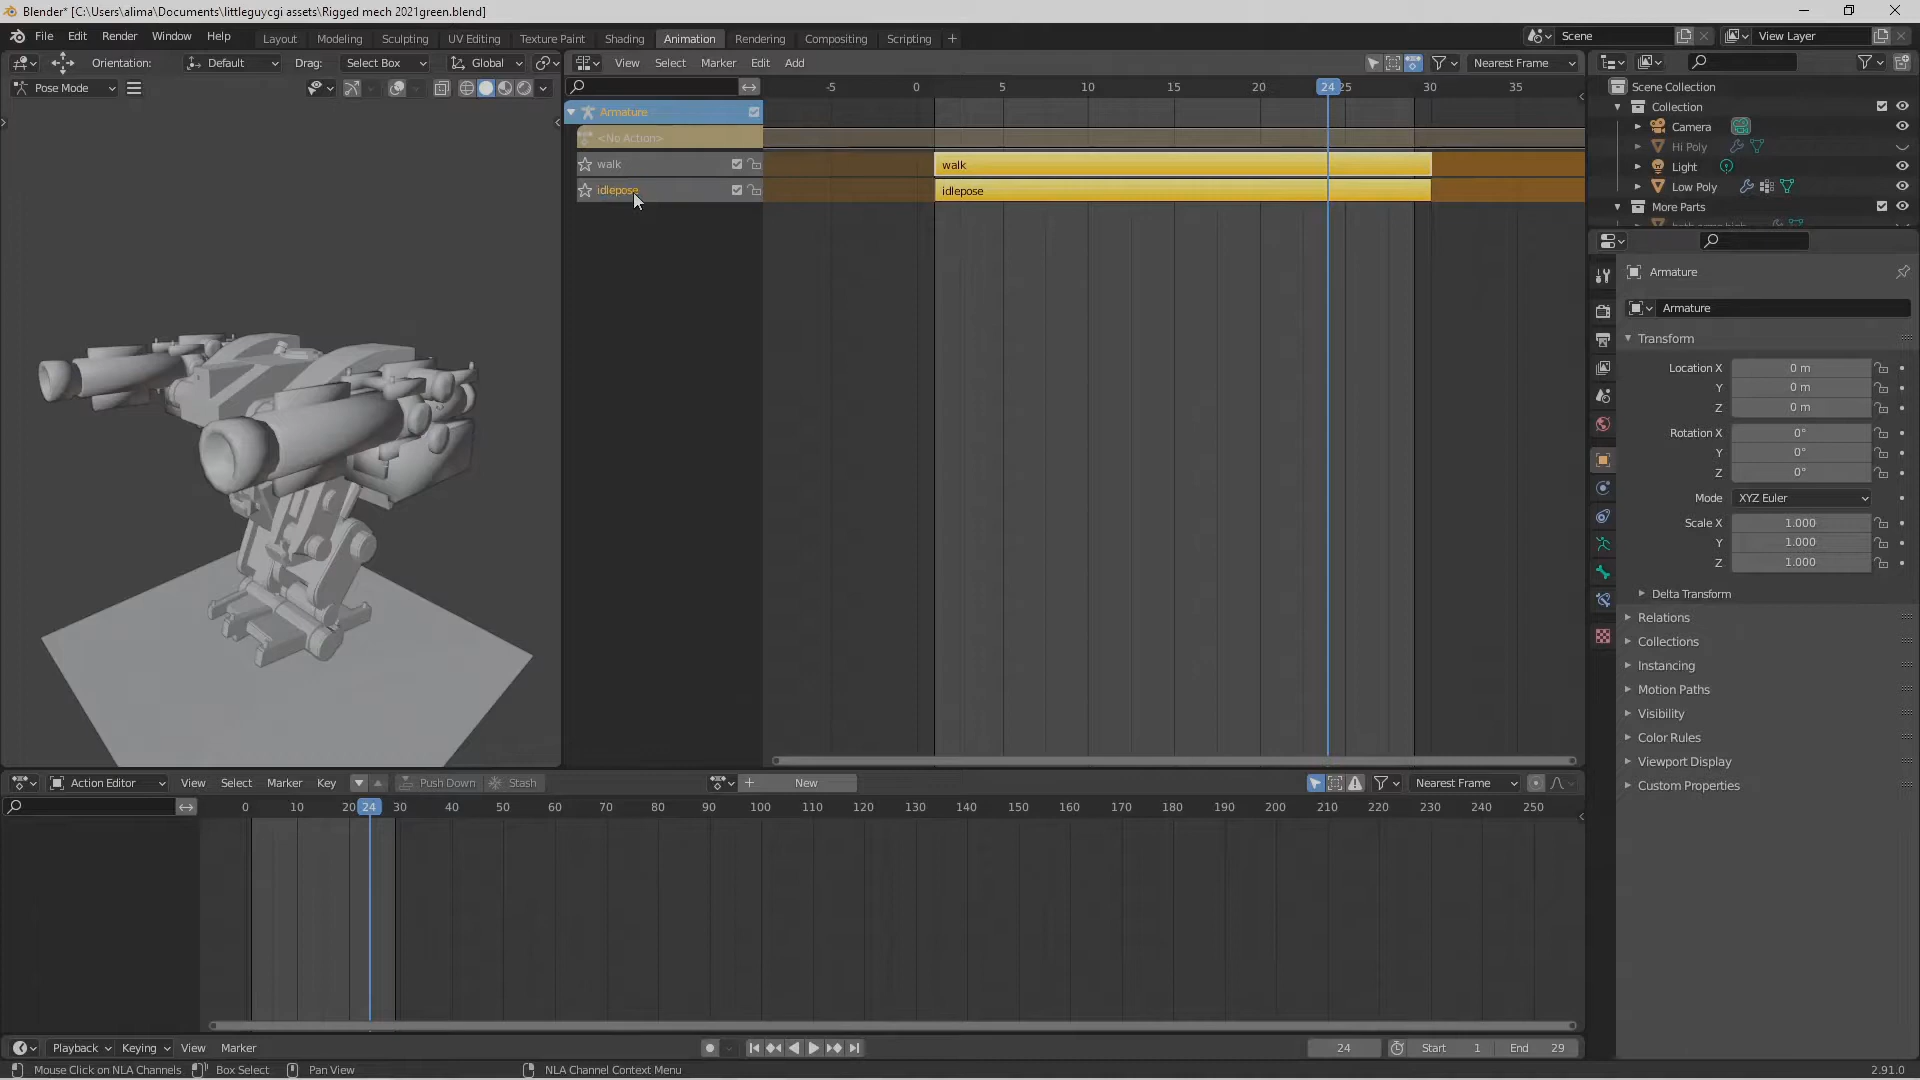 Blender* [C:\Users\alima\Documents\littleguycgi assets\Rigged mech 2021green.blend]
File Edit Render Window Help
Layout Modeling Sculpting UV Editing Texture Paint Shading Animation Rendering Compositing Scripting +
Scene
View Layer
Orientation: Default Drag: Select Box Global
View Select Marker Edit Add
Nearest Frame
Pose Mode
-5 0 5 10 15 20 24 25 30 35
Armature
<No Action>
walk
walk
idlepose
idlepose
Scene Collection
Collection
Camera
Hi Poly
Light
Low Poly
More Parts
Armature
Armature
Transform
Location X 0 m
Y 0 m
Z 0 m
Rotation X 0°
Y 0°
Z 0°
Mode XYZ Euler
Scale X 1.000
Y 1.000
Z 1.000
Delta Transform
Relations
Collections
Instancing
Motion Paths
Visibility
Color Rules
Viewport Display
Custom Properties
Action Editor View Select Marker Key Push Down Stash New Nearest Frame
0 10 20 24 30 40 50 60 70 80 90 100 110 120 130 140 150 160 170 180 190 200 210 220 230 240 250
Playback Keying View Marker
24 Start 1 End 29
Mouse Click on NLA Channels Box Select Pan View NLA Channel Context Menu
2.91.0